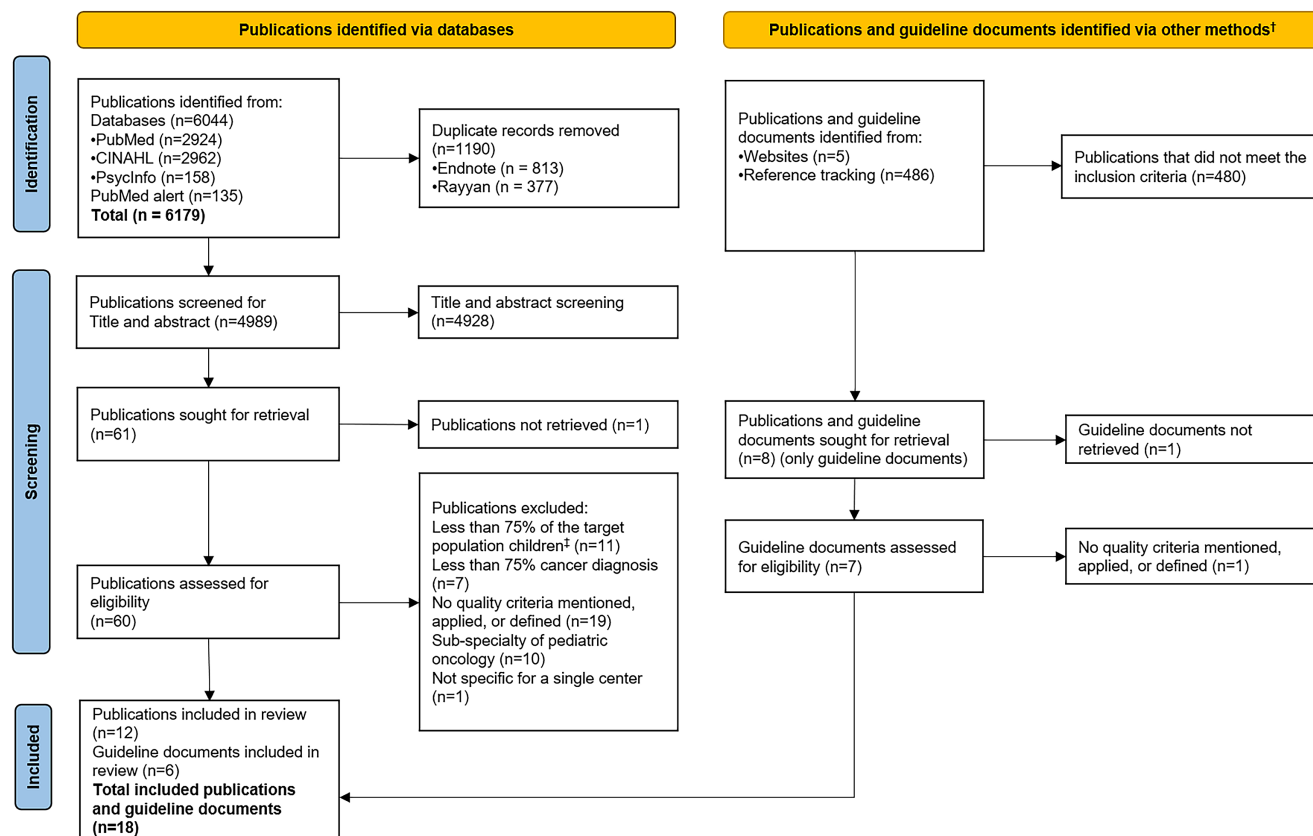 Publications identified via databases
Publications and guideline documents identified via other methods†
Identification
Publications identified from:
Databases (n=6044)
•PubMed (n=2924)
•CINAHL (n=2962)
•PsycInfo (n=158)
PubMed alert (n=135)
Total (n = 6179)
Duplicate records removed
(n=1190)
•Endnote (n = 813)
•Rayyan (n = 377)
Publications and guideline
documents identified from:
•Websites (n=5)
•Reference tracking (n=486)
Publications that did not meet the
inclusion criteria (n=480)
Screening
Publications screened for
Title and abstract (n=4989)
Title and abstract screening
(n=4928)
Publications sought for retrieval
(n=61)
Publications not retrieved (n=1)
Publications and guideline
documents sought for retrieval
(n=8) (only guideline documents)
Guideline documents not
retrieved (n=1)
Publications assessed for
eligibility
(n=60)
Publications excluded:
Less than 75% of the target
population children‡ (n=11)
Less than 75% cancer diagnosis
(n=7)
No quality criteria mentioned,
applied, or defined (n=19)
Sub-specialty of pediatric
oncology (n=10)
Not specific for a single center
(n=1)
Guideline documents assessed
for eligibility (n=7)
No quality criteria mentioned,
applied, or defined (n=1)
Included
Publications included in review
(n=12)
Guideline documents included in
review (n=6)
Total included publications
and guideline documents
(n=18)